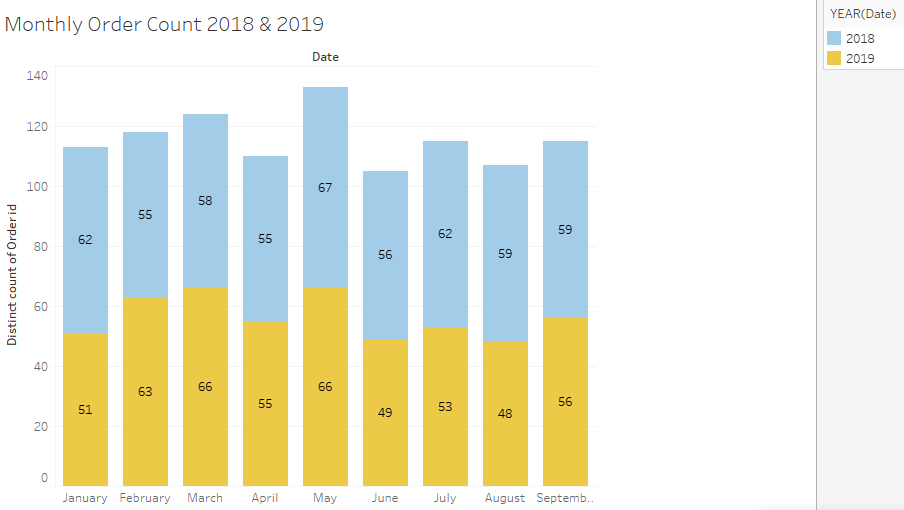 Monthly Order Count 2018 & 2019
YEAR(Date)
2018
2019
Date
Distinct count of Order id
140
120
100
80
60
40
20
0
62 55 58 55 67 56 62 59 59
51 63 66 55 66 49 53 48 56
January February March April May June July August Septemb..